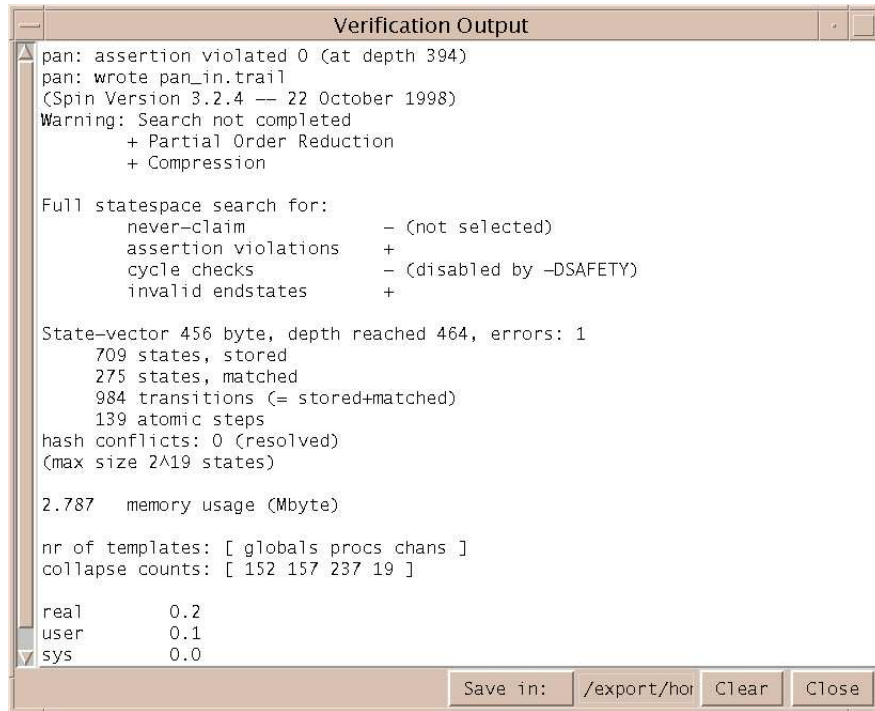 Verification Output
pan: assertion violated 0 (at depth 394)
pan: wrote pan_in.trail
(Spin Version 3.2.4 -- 22 October 1998)
Warning: Search not completed
+ Partial Order Reduction
+ Compression
Full statespace search for:
never-claim - (not selected)
assertion violations +
cycle checks - (disabled by -DSAFETY)
invalid endstates +
State-vector 456 byte, depth reached 464, errors: 1
709 states, stored
275 states, matched
984 transitions (= stored+matched)
139 atomic steps
hash conflicts: 0 (resolved)
(max size 2^19 states)
2.787 memory usage (Mbyte)
nr of templates: [ globals procs chans ]
collapse counts: [ 152 157 237 19 ]
real 0.2
user 0.1
sys 0.0
Save in: /export/hor Clear Close